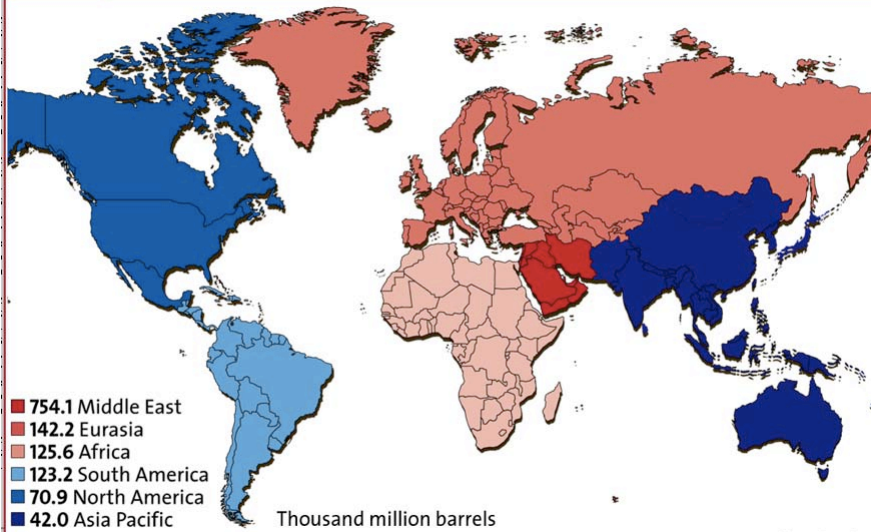 754.1 Middle East
142.2 Eurasia
125.6 Africa
123.2 South America
70.9 North America
42.0 Asia Pacific
Thousand million barrels